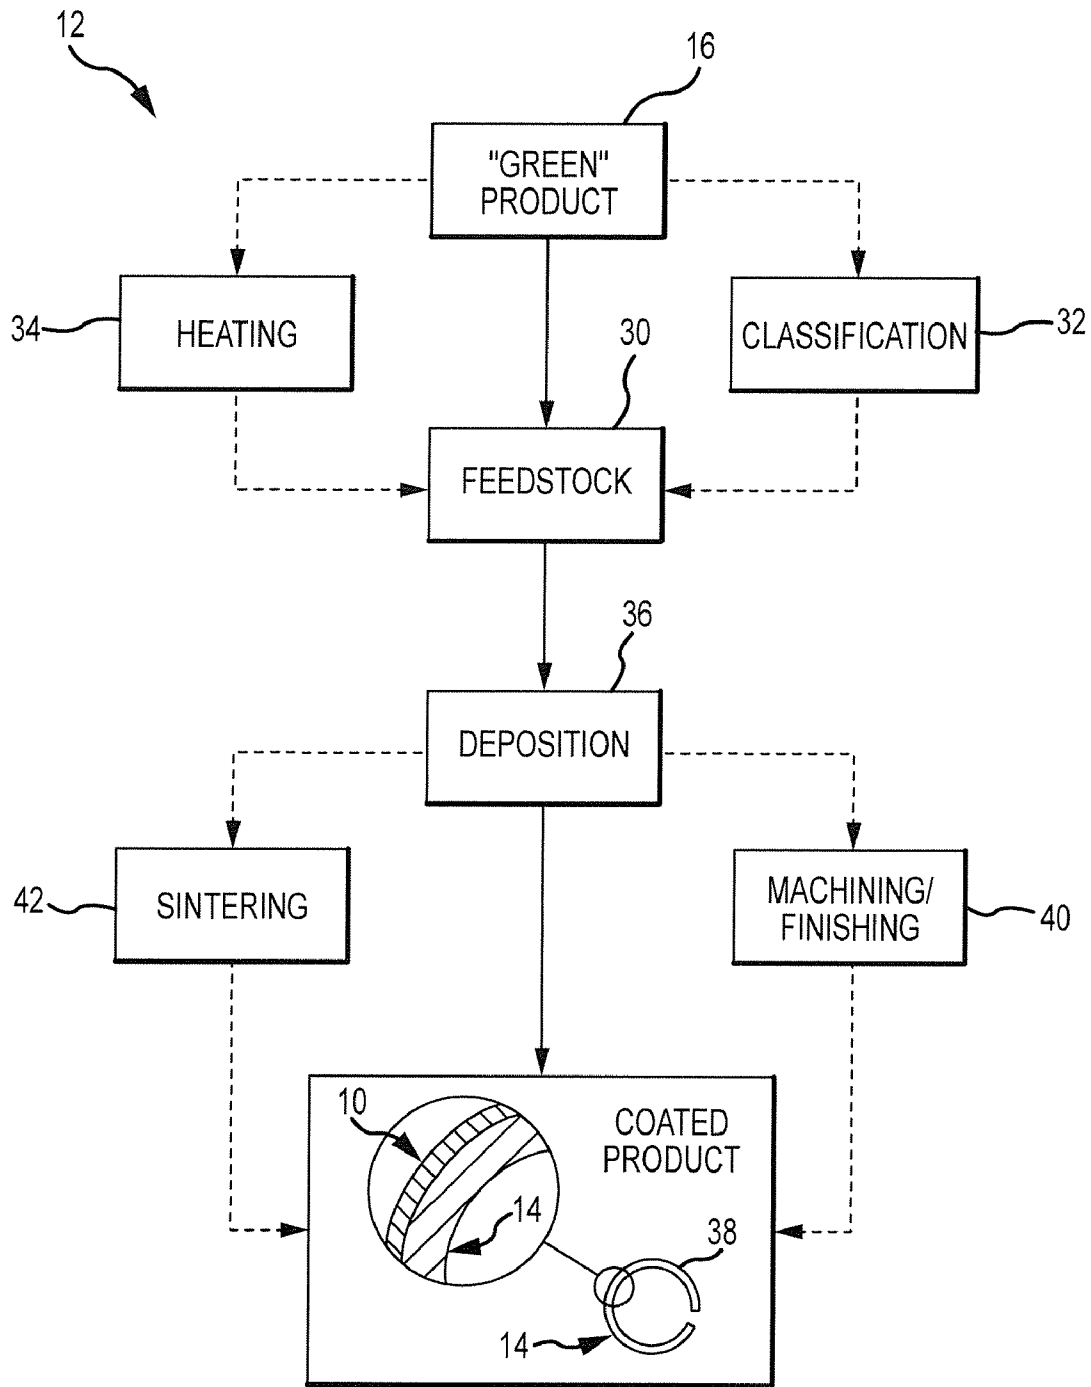 12
16
"GREEN"
PRODUCT
34
HEATING
30
CLASSIFICATION
32
FEEDSTOCK
36
DEPOSITION
42
SINTERING
MACHINING/
FINISHING
40
10
COATED
PRODUCT
14
38
14